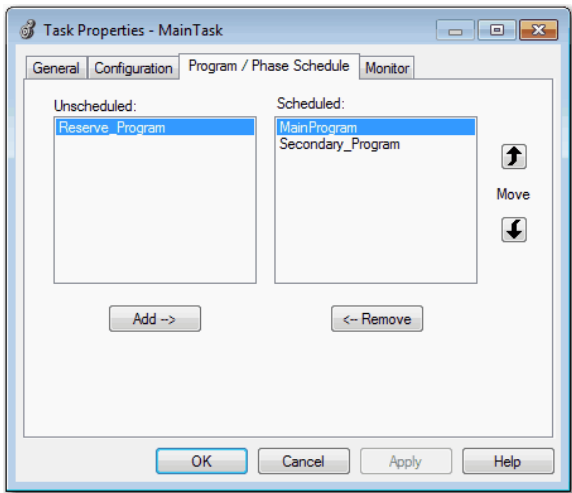 Task Properties - MainTask
General Configuration Program / Phase Schedule Monitor
Unscheduled: Scheduled:
Reserve_Program MainProgram
Secondary_Program
Move
Add --> <-- Remove
OK Cancel Apply Help